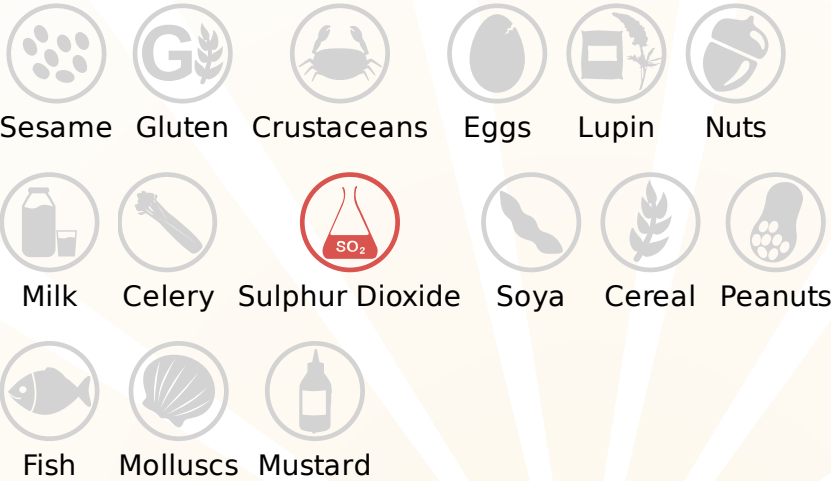 G
Sesame Gluten Crustaceans Eggs Lupin Nuts
SO₂
Milk Celery Sulphur Dioxide Soya Cereal Peanuts
Fish Molluscs Mustard